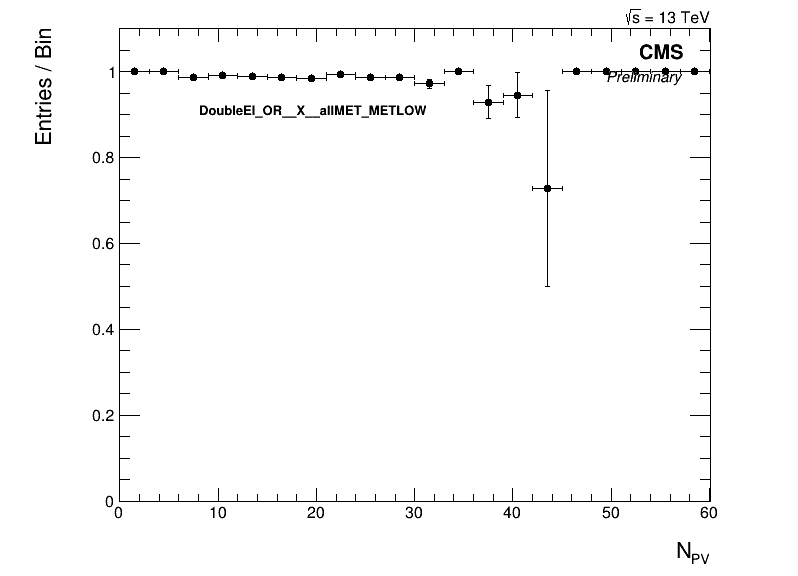 √s = 13 TeV
CMS
Preliminary
DoubleEl_OR__X__allMET_METLOW
Entries / Bin
1
0.8
0.6
0.4
0.2
0
0 10 20 30 40 50 60
N_PV